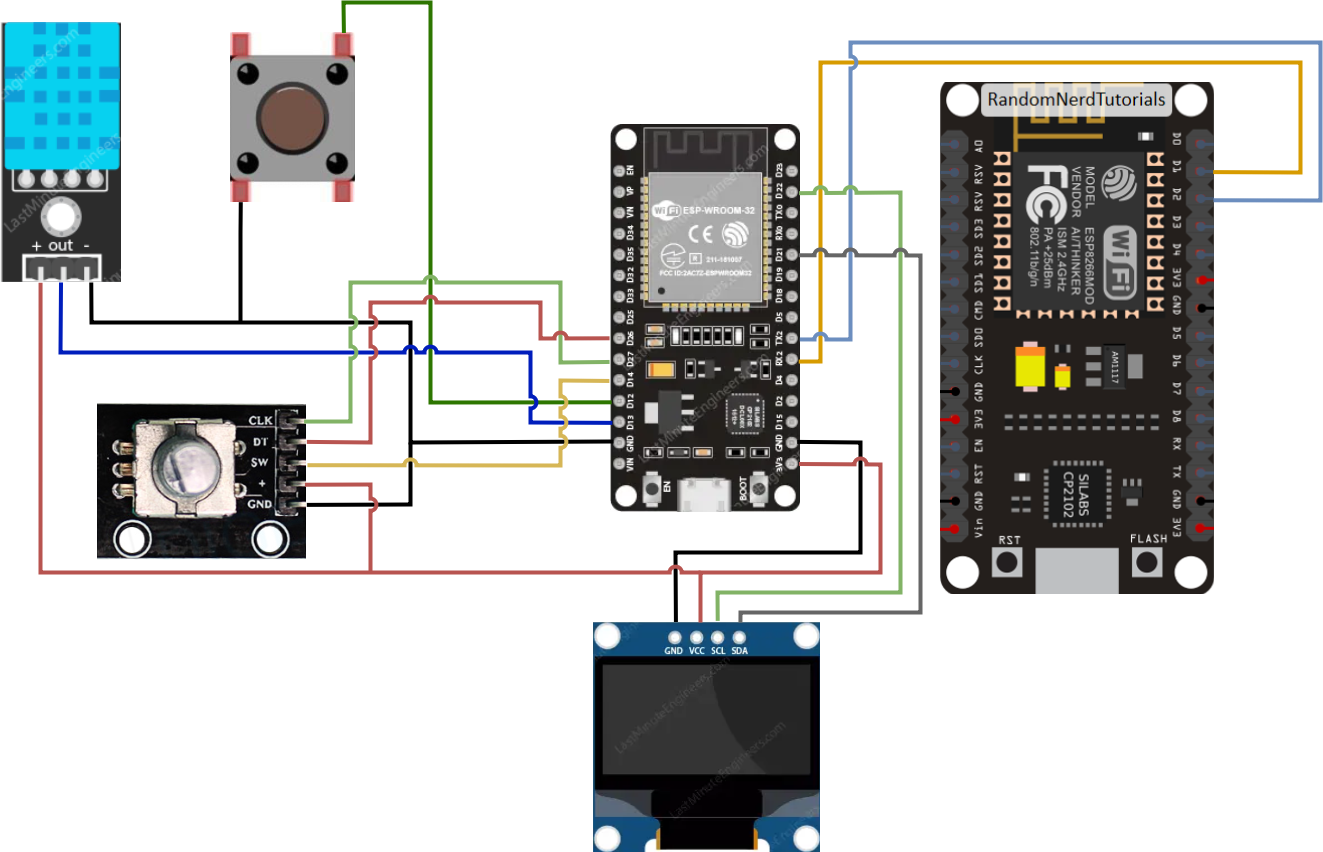 LastMinuteEngineers.com
+ out -
CLK
DT
SW
+
GND
EN
VP
VN
D34
D35
D32
D33
D25
D26
D27
D14
D12
D13
GND
VIN
WiFi ESP-WROOM-32
CE
R 211-161007
FCC ID:2AC7Z-ESPWROOM32
D23
D22
TX0
RX0
D21
D19
D18
D5
TX2
RX2
D4
D2
D15
GND
3V3
EN
BOOT
RandomNerdTutorials
A0
RSV
RSV
SD3
SD2
SD1
CMD
SD0
CLK
GND
3V3
EN
RST
GND
Vin
FC
MODEL ESP8266MOD
VENDOR AI/THINKER
ISM 2.4GHz
PA +25dBm
802.11b/g/n
WiFi
AM1117
SILABS
CP2102
D0
D1
D2
D3
D4
3V3
GND
D5
D6
D7
D8
RX
TX
GND
3V3
RST
FLASH
GND VCC SCL SDA
LastMinuteEngineers.com
LastMinuteEngineers.com